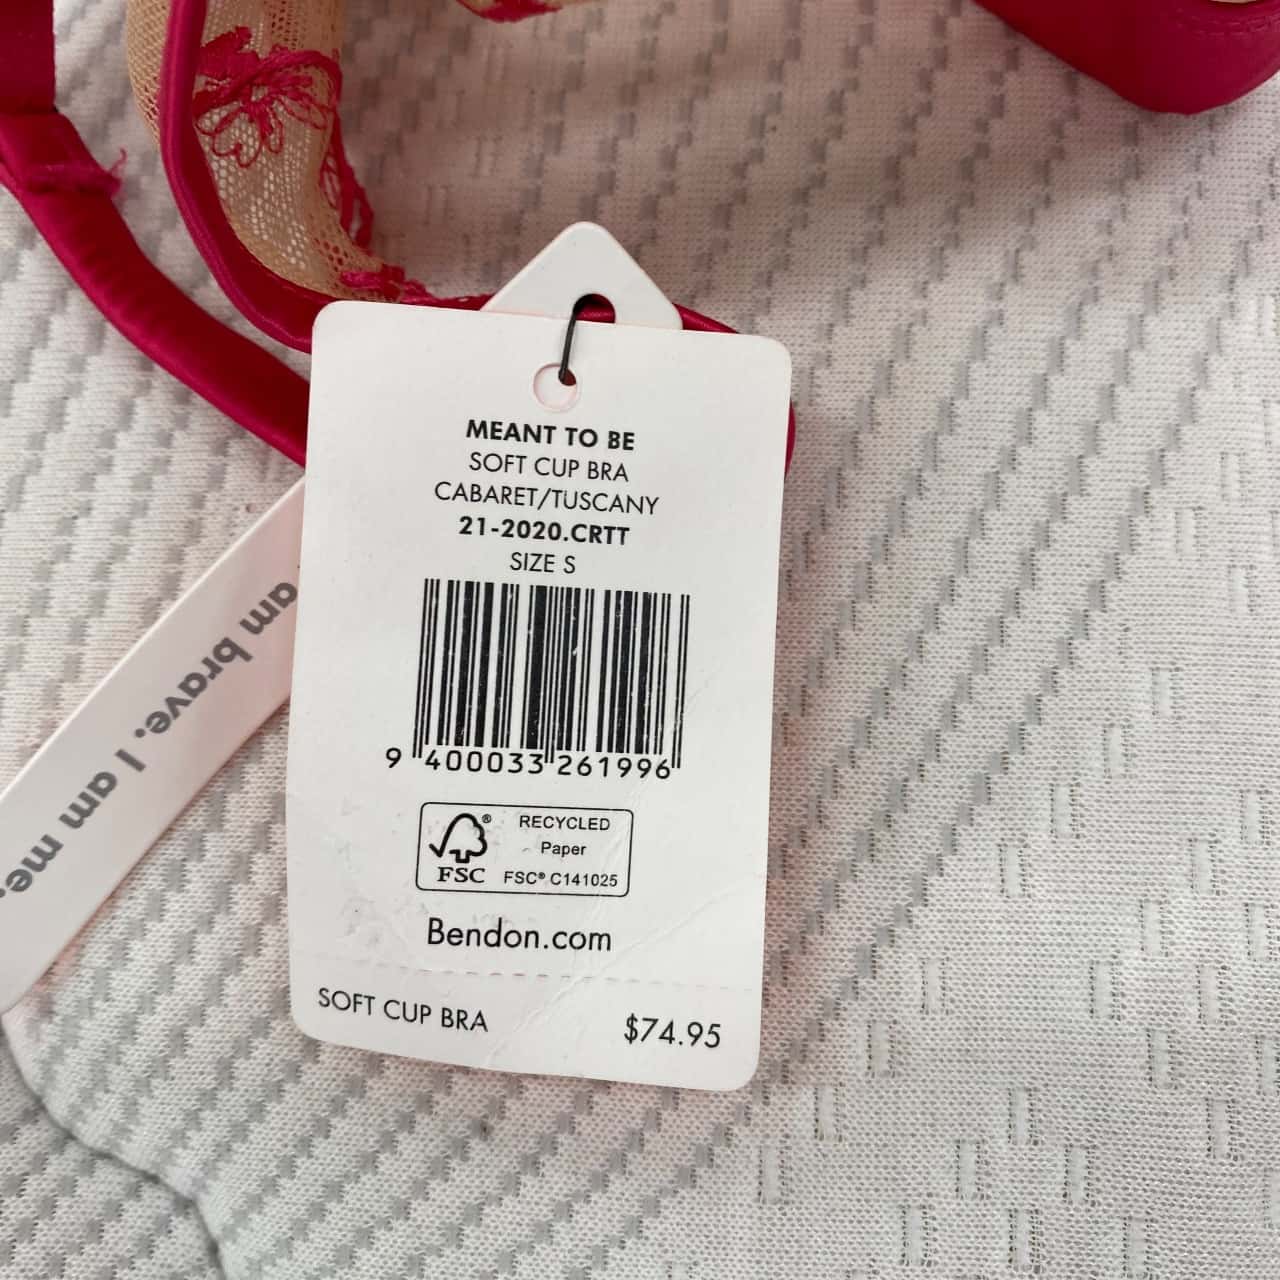 MEANT TO BE
SOFT CUP BRA
CABARET/TUSCANY
21-2020.CRTT
SIZE S
9 400033 261996
® RECYCLED
Paper
FSC FSC® C141025
Bendon.com
SOFT CUP BRA $74.95
am brave. I am me.